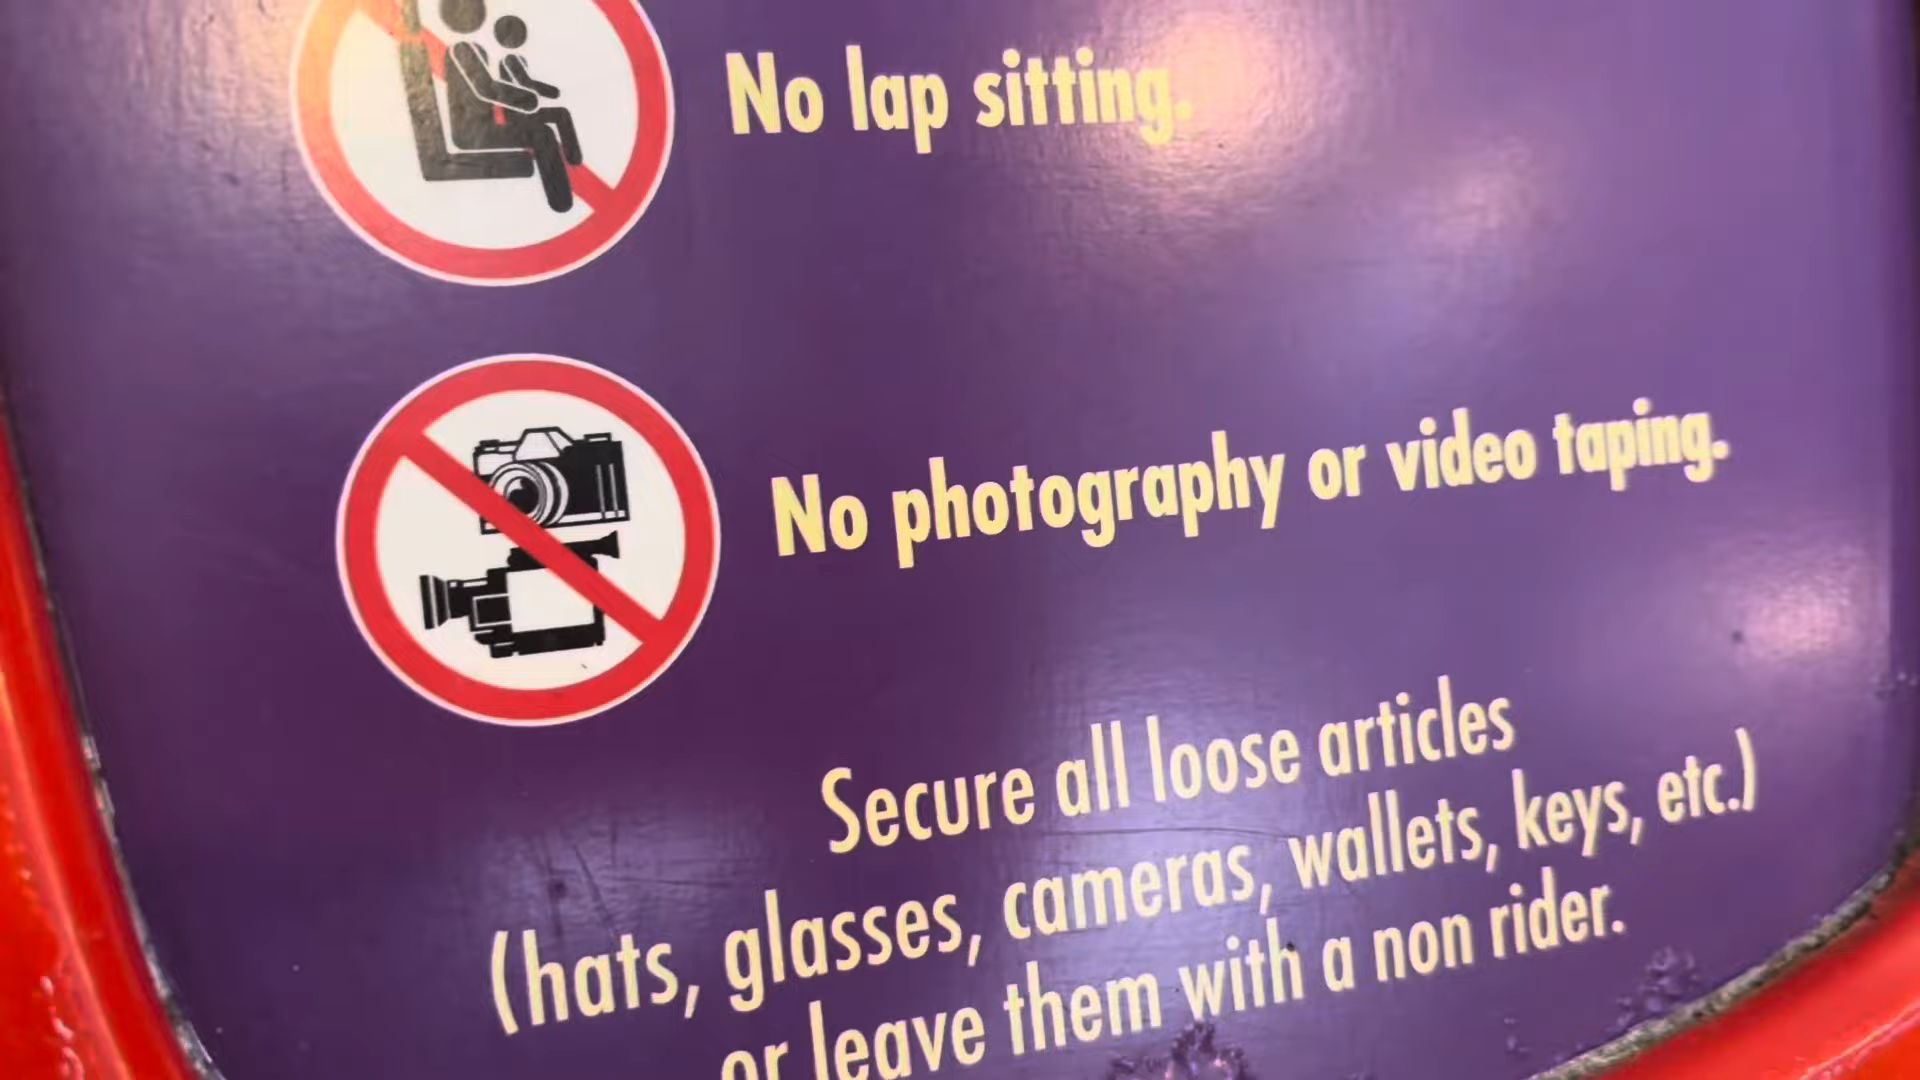 No lap sitting.
No photography or video taping.
Secure all loose articles
(hats, glasses, cameras, wallets, keys, etc.)
or leave them with a non rider.